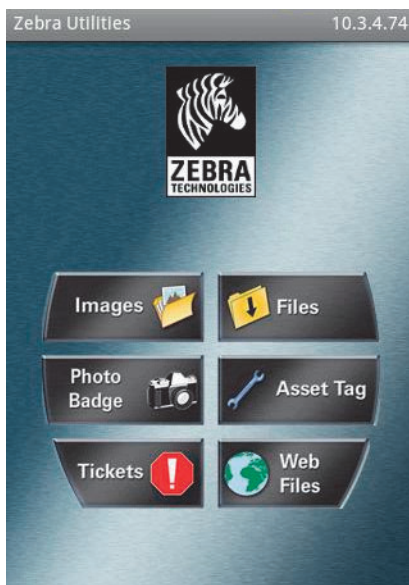 Zebra Utilities 10.3.4.74
ZEBRA
TECHNOLOGIES
Images
Files
Photo
Badge
Asset Tag
Tickets
Web
Files